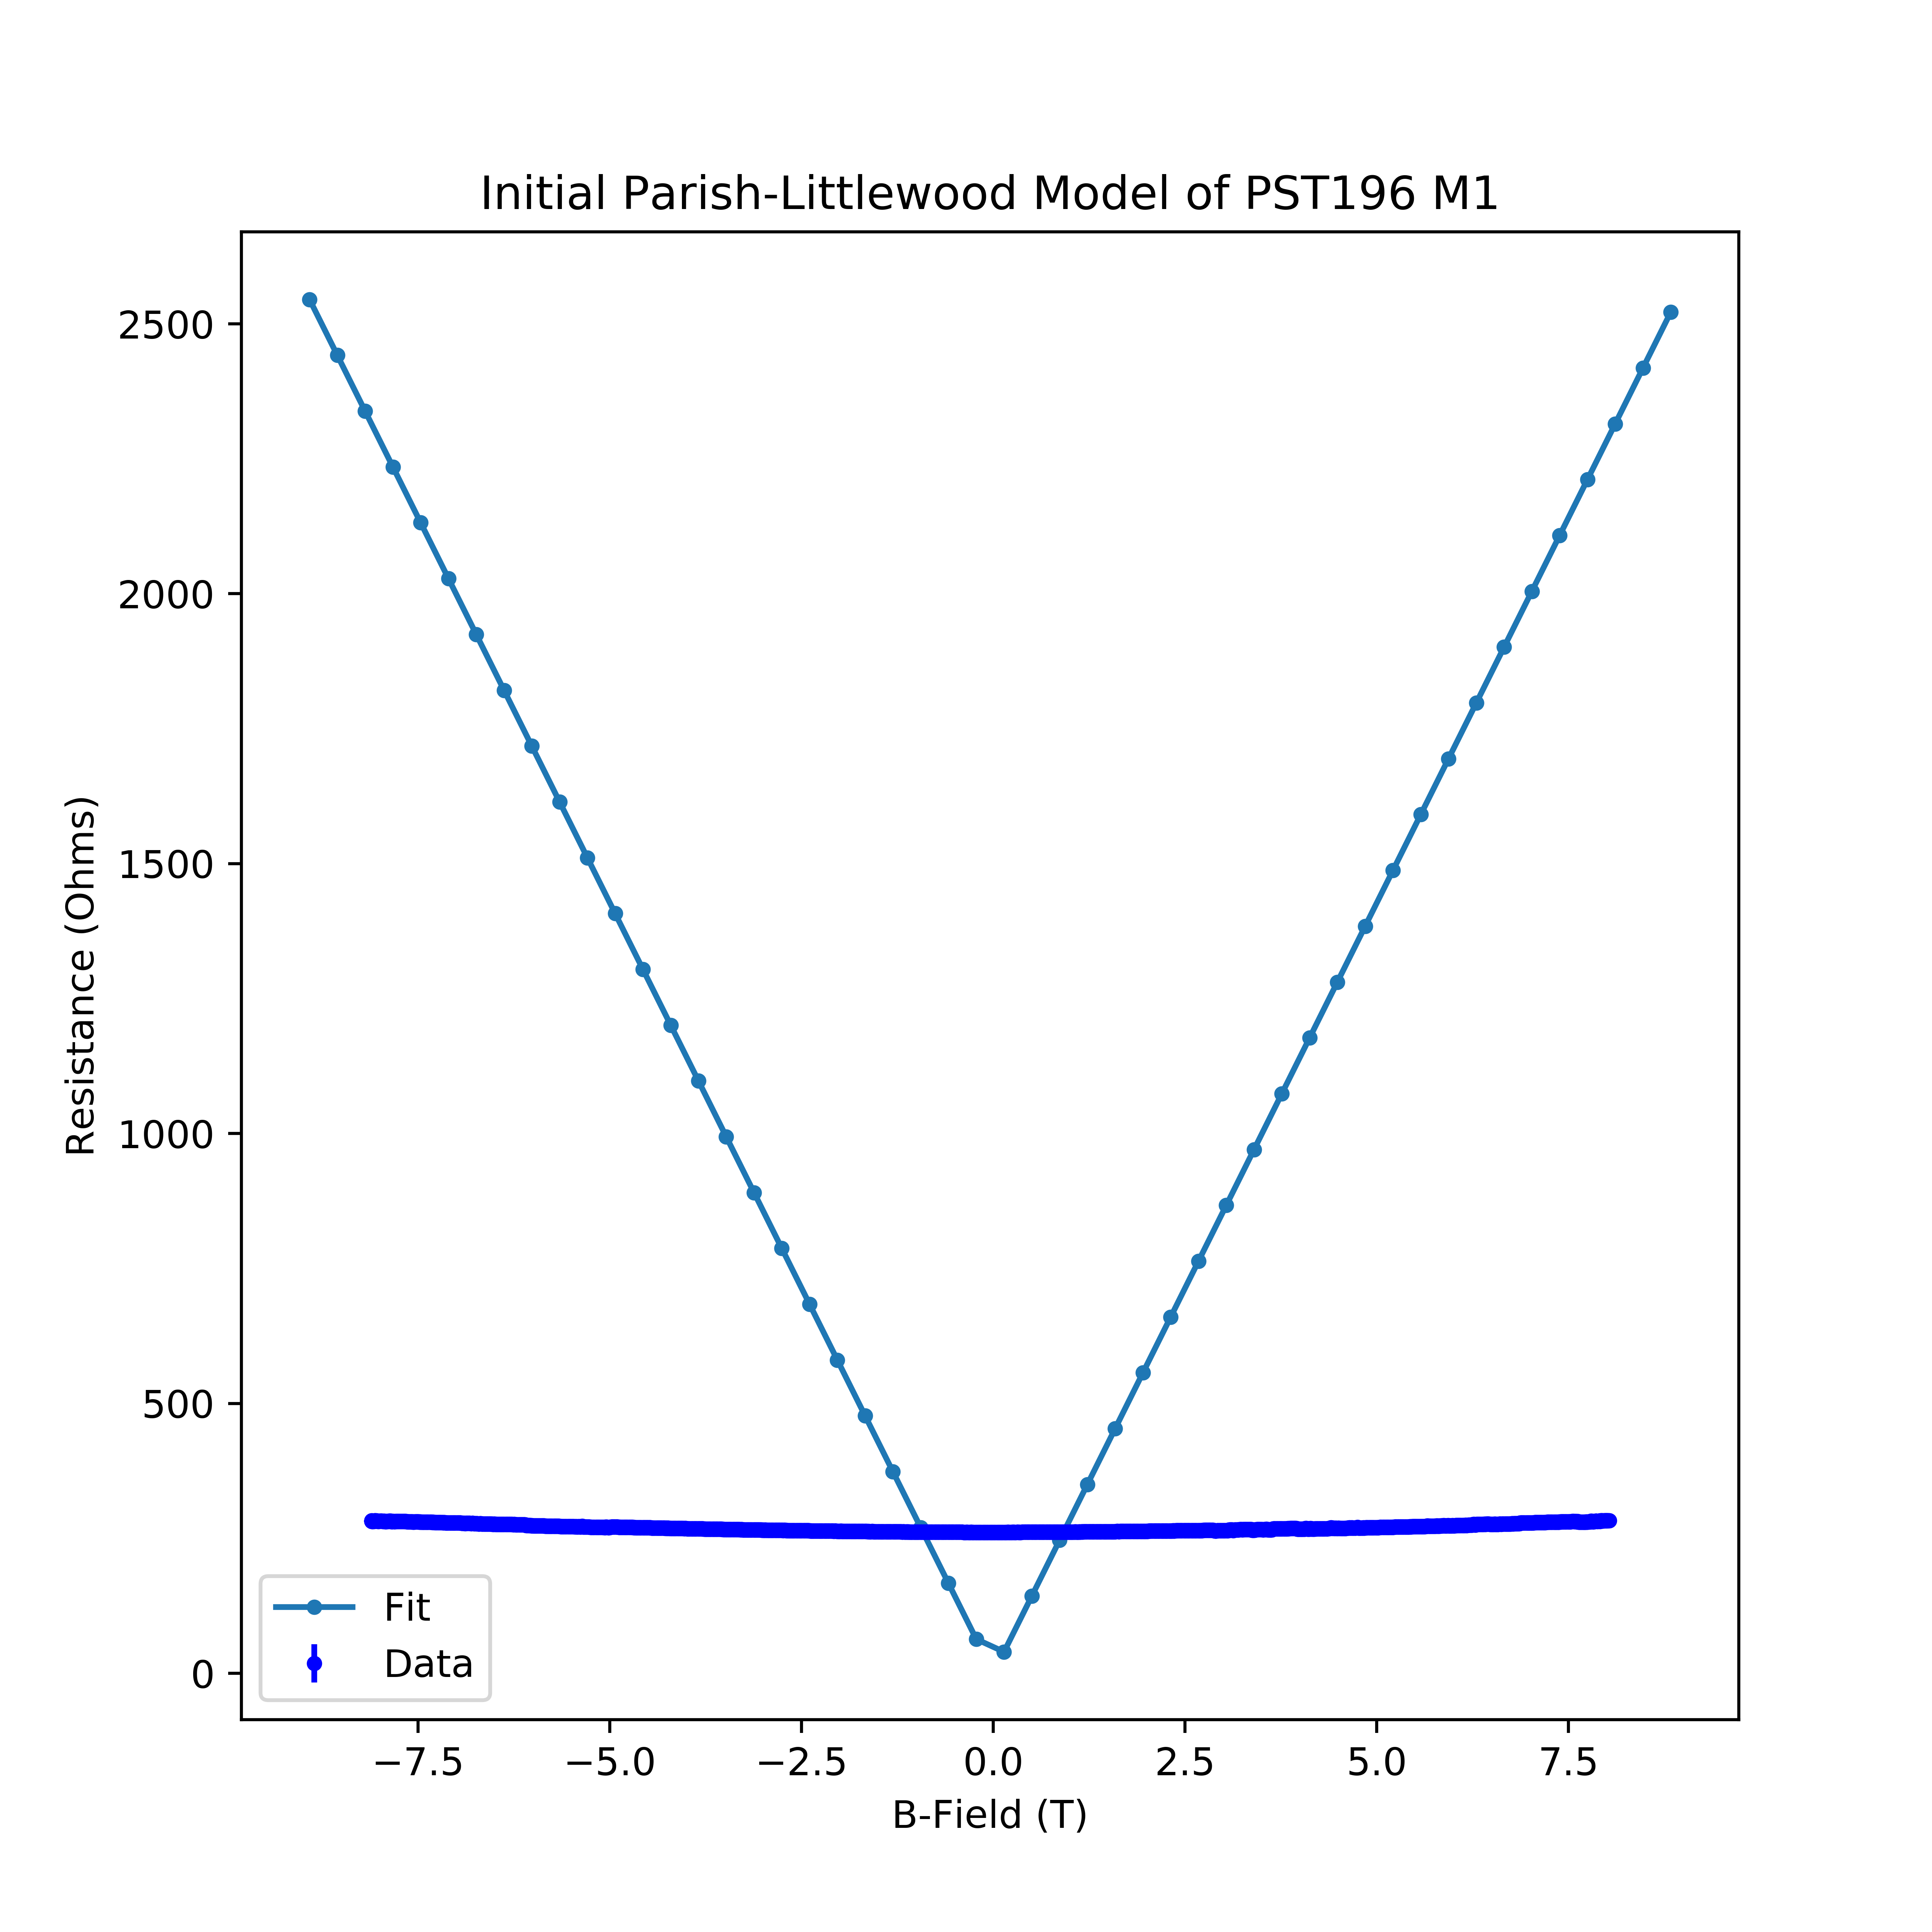 Initial Parish-Littlewood Model of PST196 M1
2500
2000
1500
1000
500
0
Resistance (Ohms)
Fit
Data
−7.5 −5.0 −2.5 0.0 2.5 5.0 7.5
B-Field (T)